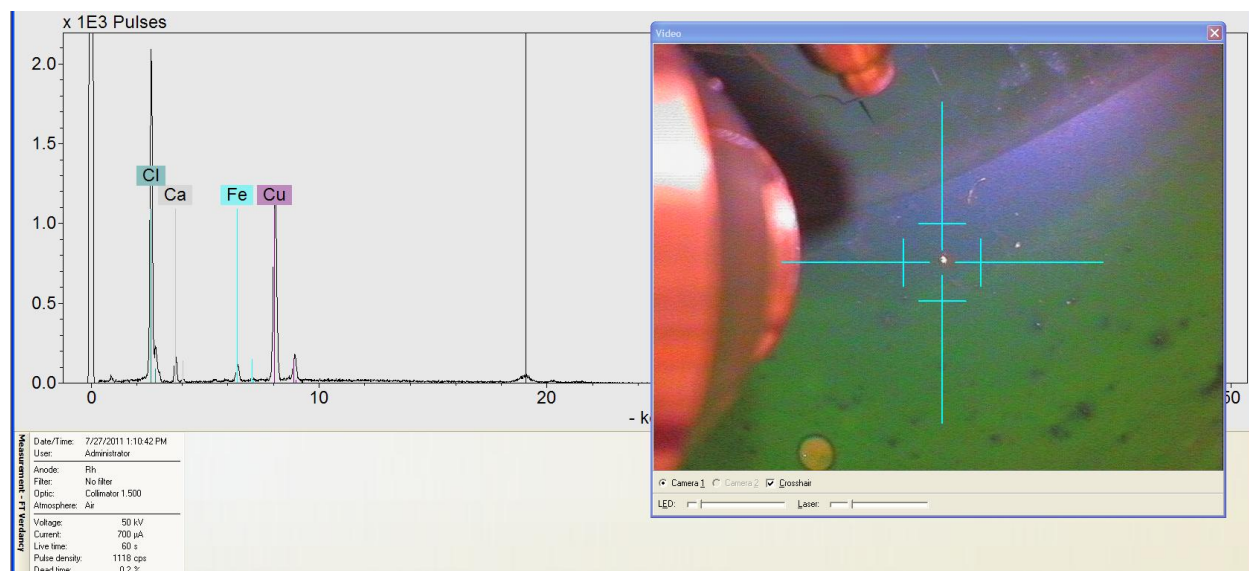 x 1E3 Pulses
2.0
1.5
1.0
0.5
0.0
Cl
Ca
Fe
Cu
0
10
20
50
- k
Video
Camera 1
Camera 2
Crosshair
LED:
Laser:
Measurement - FT Verdancy
Date/Time: 7/27/2011 1:10:42 PM
User: Administrator
Anode: Rh
Filter: No filter
Optic: Collimator 1.500
Atmosphere: Air
Voltage: 50 kV
Current: 700 µA
Live time: 60 s
Pulse density: 1118 cps
Dead time: 0.2 %